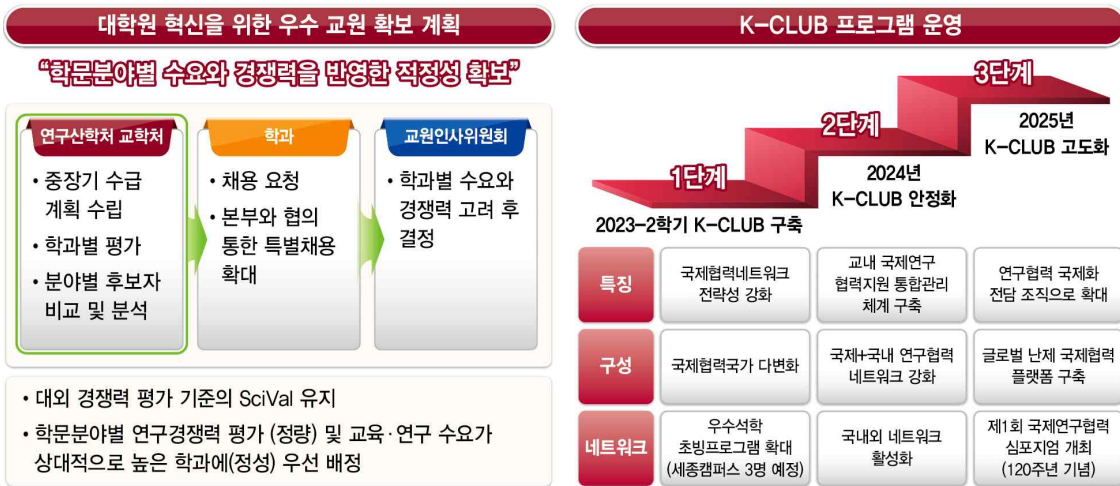 대학원 혁신을 위한 우수 교원 확보 계획
“학문분야별 수요와 경쟁력을 반영한 적정성 확보”
연구산학처 교학처
• 중장기 수급
계획 수립
• 학과별 평가
• 분야별 후보자
비교 및 분석
학과
• 채용 요청
• 본부와 협의
통한 특별채용
확대
교원인사위원회
• 학과별 수요와
경쟁력 고려 후
결정
• 대외 경쟁력 평가 기준의 SciVal 유지
• 학문분야별 연구경쟁력 평가 (정량) 및 교육·연구 수요가
상대적으로 높은 학과에(정성) 우선 배정
K-CLUB 프로그램 운영
1단계
2023-2학기 K-CLUB 구축
2단계
2024년
K-CLUB 안정화
3단계
2025년
K-CLUB 고도화
특징
국제협력네트워크
전략성 강화
교내 국제연구
협력지원 통합관리
체계 구축
연구협력 국제화
전담 조직으로 확대
구성
국제협력국가 다변화
국제+국내 연구협력
네트워크 강화
글로벌 난제 국제협력
플랫폼 구축
네트워크
우수석학
초빙프로그램 확대
(세종캠퍼스 3명 예정)
국내외 네트워크
활성화
제1회 국제연구협력
심포지엄 개최
(120주년 기념)